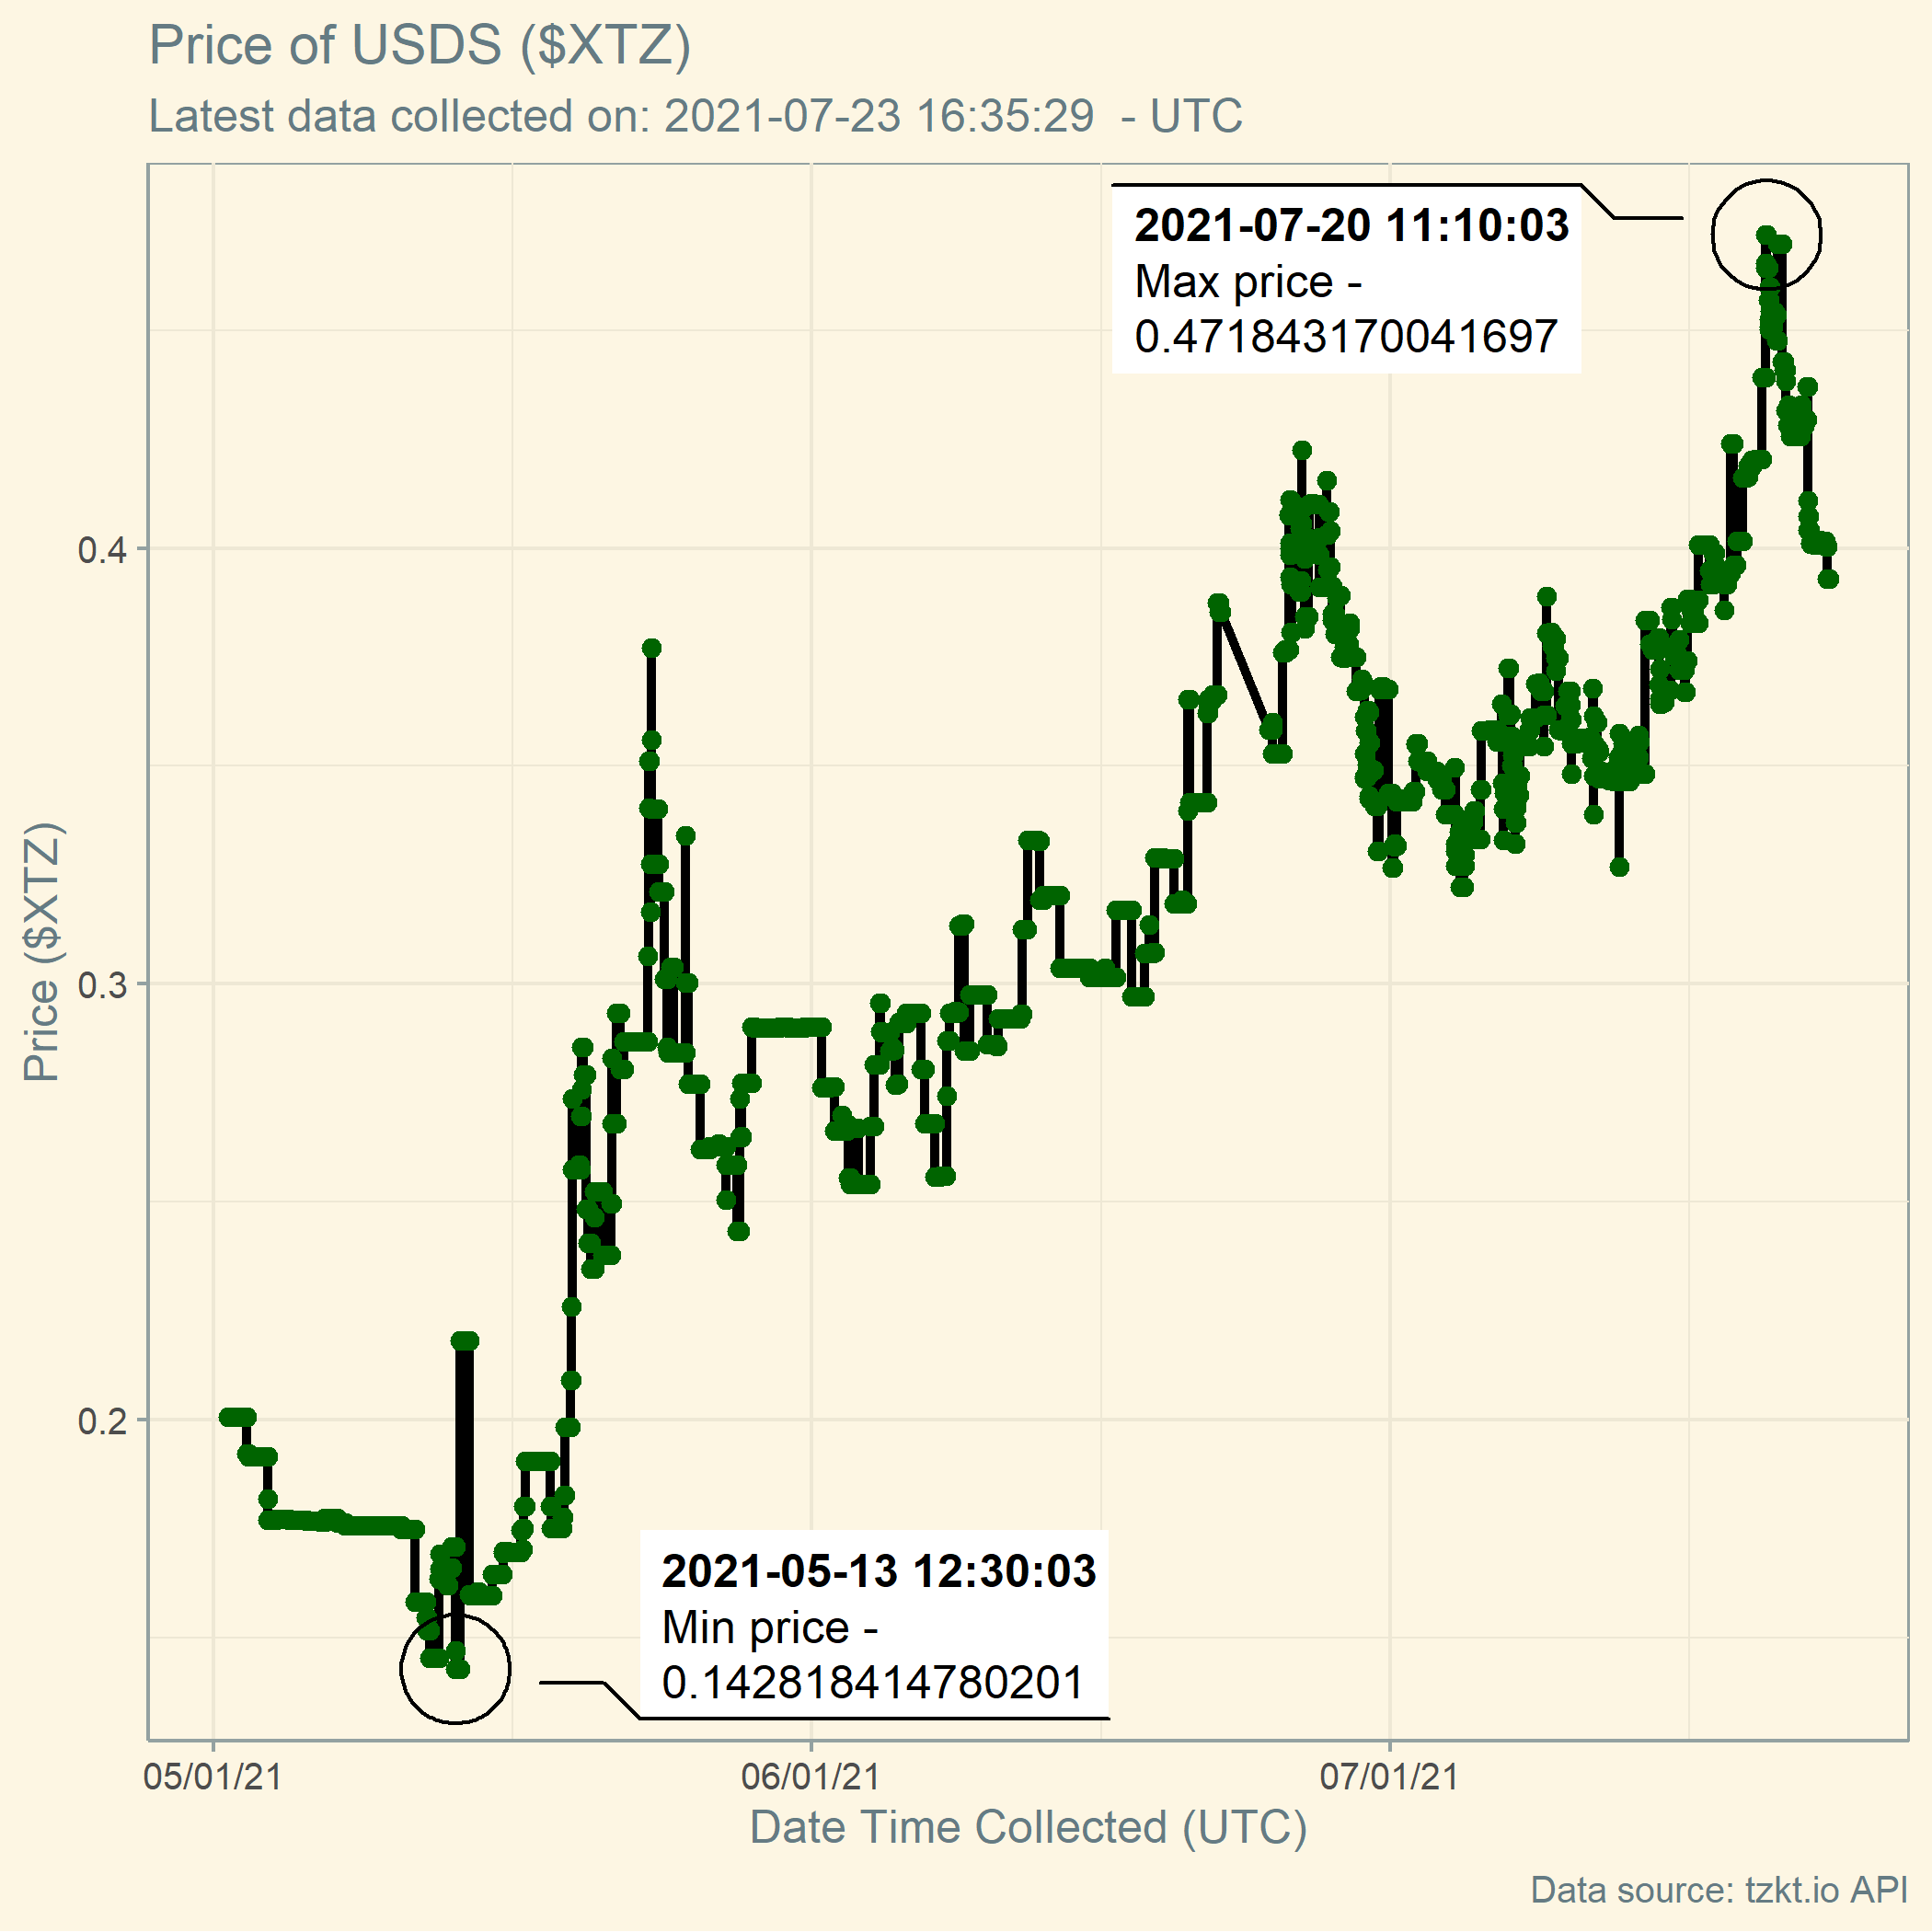 Price of USDS ($XTZ)
Latest data collected on: 2021-07-23 16:35:29  - UTC
2021-07-20 11:10:03
Max price -
0.471843170041697
0.4
0.3
0.2
Price ($XTZ)
2021-05-13 12:30:03
Min price -
0.142818414780201
05/01/21
06/01/21
07/01/21
Date Time Collected (UTC)
Data source: tzkt.io API